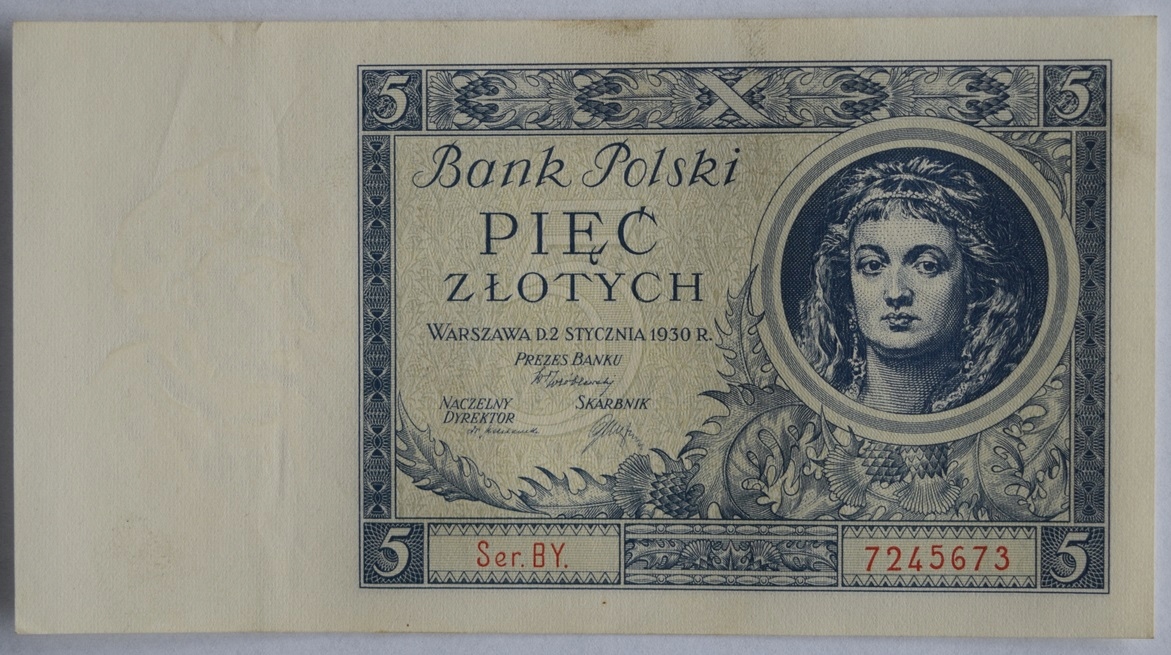 5 5
Bank Polski
PIĘĆ
ZŁOTYCH
WARSZAWA D.2 STYCZNIA 1930 R.
PREZES BANKU
NACZELNY
DYREKTOR
SKARBNIK
5 Ser. BY. 7245673 5